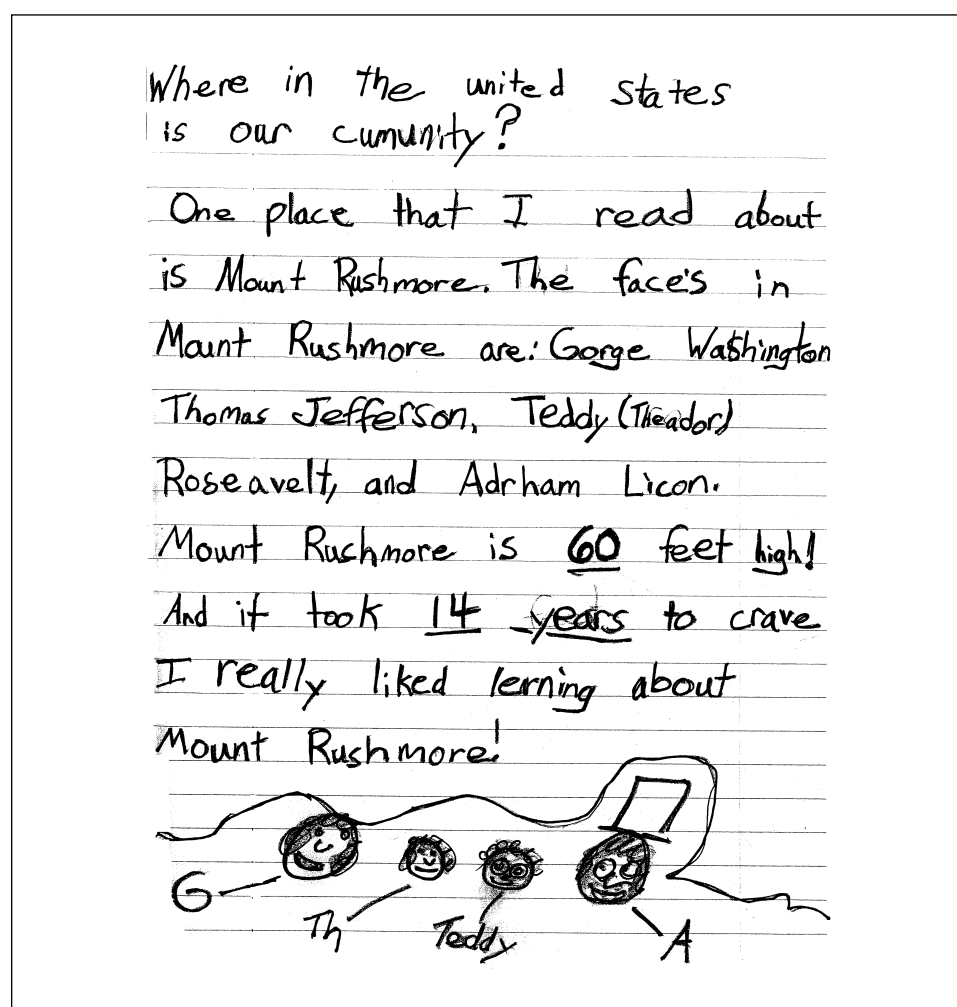 Where in the united states
is our cumunity?
One place that I read about
is Mount Rushmore. The face's in
Mount Rushmore are: Gorge Washington
Thomas Jefferson, Teddy (Theador)
Roseavelt, and Adrham Licon.
Mount Ruchmore is 60 feet high!
And it took 14 years to crave
I really liked lerning about
Mount Rushmore!
G
Th
Teddy
A